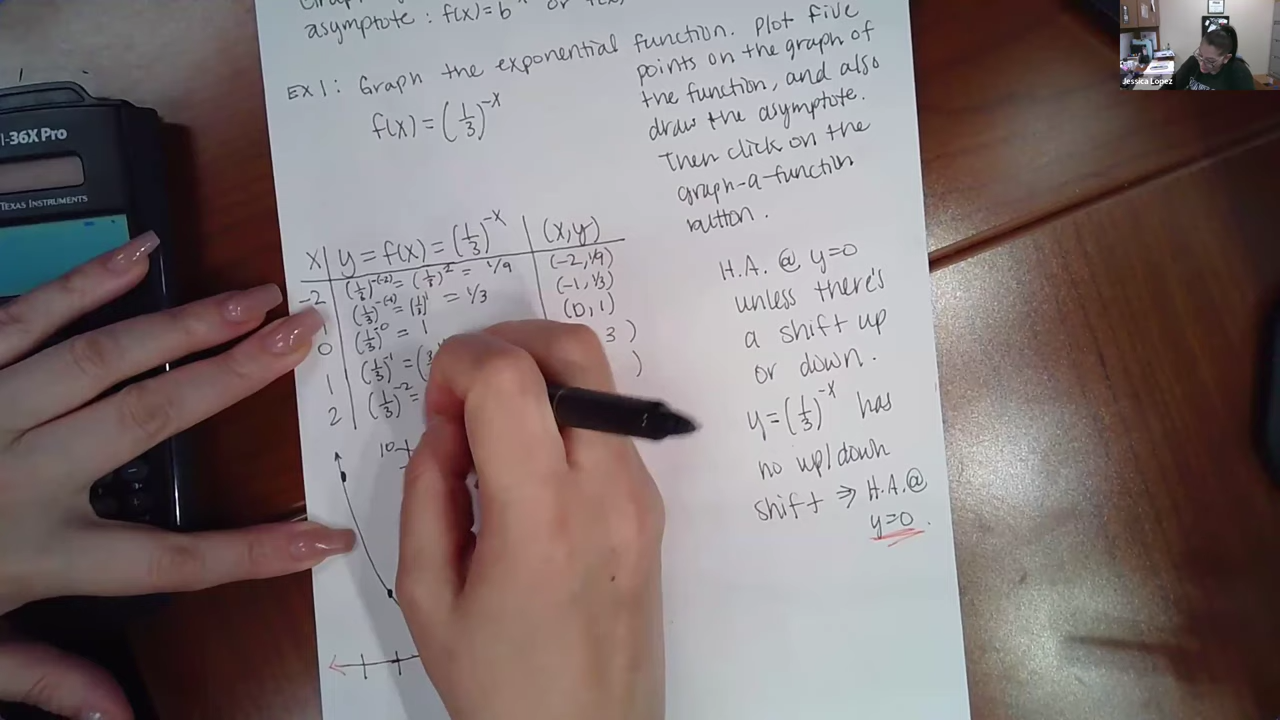 asymptote : f(x) = b
EX 1 : Graph the exponential function. Plot five
points on the graph of
the function, and also
draw the asymptote.
Then click on the
graph-a-function
button.
f(x) = (1/3)^-x
x | y = f(x) = (1/3)^-x | (x,y)
-2 | (1/3)^-(-2) = (1/3)^2 = 1/9 | (-2, 1/9)
(1/3)^-(-1) = (1/3)^1 = 1/3 | (-1, 1/3)
0 | (1/3)^0 = 1 | (0, 1)
1 | (1/3)^-1 = (3 | 3 )
2 | (1/3)^-2 = | )
10
H.A. @ y=0
unless there's
a shift up
or down.
y = (1/3)^-x has
no up/down
shift ⇒ H.A. @
y=0.
-36X Pro
TEXAS INSTRUMENTS
Jessica Lopez